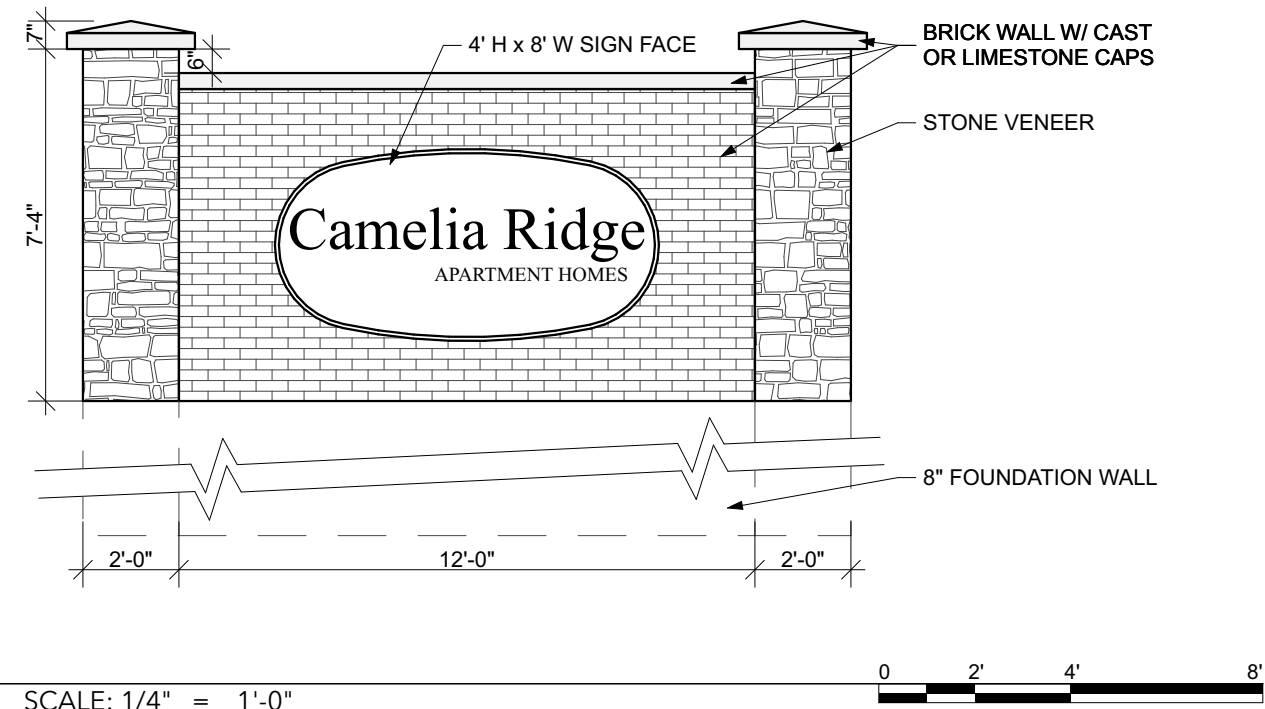 7"
6"
4' H x 8' W SIGN FACE
BRICK WALL W/ CAST
OR LIMESTONE CAPS
STONE VENEER
7'-4"
Camelia Ridge
APARTMENT HOMES
8" FOUNDATION WALL
2'-0"
12'-0"
2'-0"
0 2' 4' 8'
SCALE: 1/4" = 1'-0"